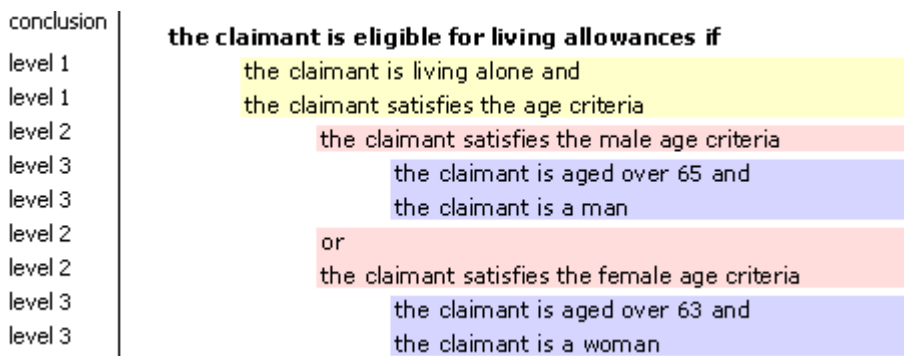 conclusion the claimant is eligible for living allowances if
level 1 the claimant is living alone and
level 1 the claimant satisfies the age criteria
level 2 the claimant satisfies the male age criteria
level 3 the claimant is aged over 65 and
level 3 the claimant is a man
level 2 or
level 2 the claimant satisfies the female age criteria
level 3 the claimant is aged over 63 and
level 3 the claimant is a woman